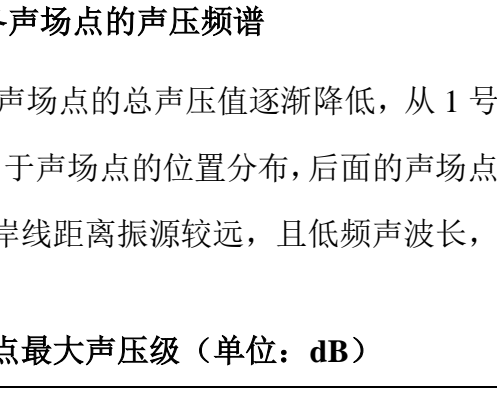 各声场点的声压频谱
声场点的总声压值逐渐降低，从 1 号
于声场点的位置分布，后面的声场点
岸线距离振源较远，且低频声波长，
点最大声压级（单位：dB）